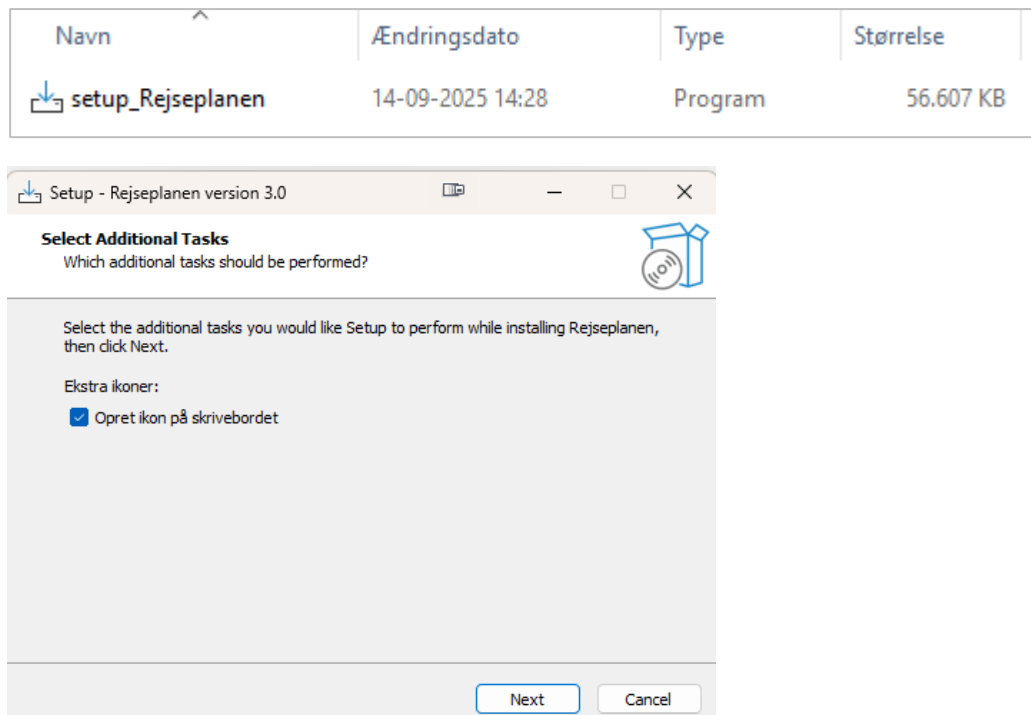 Navn Ændringsdato Type Størrelse
setup_Rejseplanen 14-09-2025 14:28 Program 56.607 KB
Setup - Rejseplanen version 3.0
Select Additional Tasks
Which additional tasks should be performed?
Select the additional tasks you would like Setup to perform while installing Rejseplanen,
then click Next.
Ekstra ikoner:
Opret ikon på skrivebordet
Next Cancel